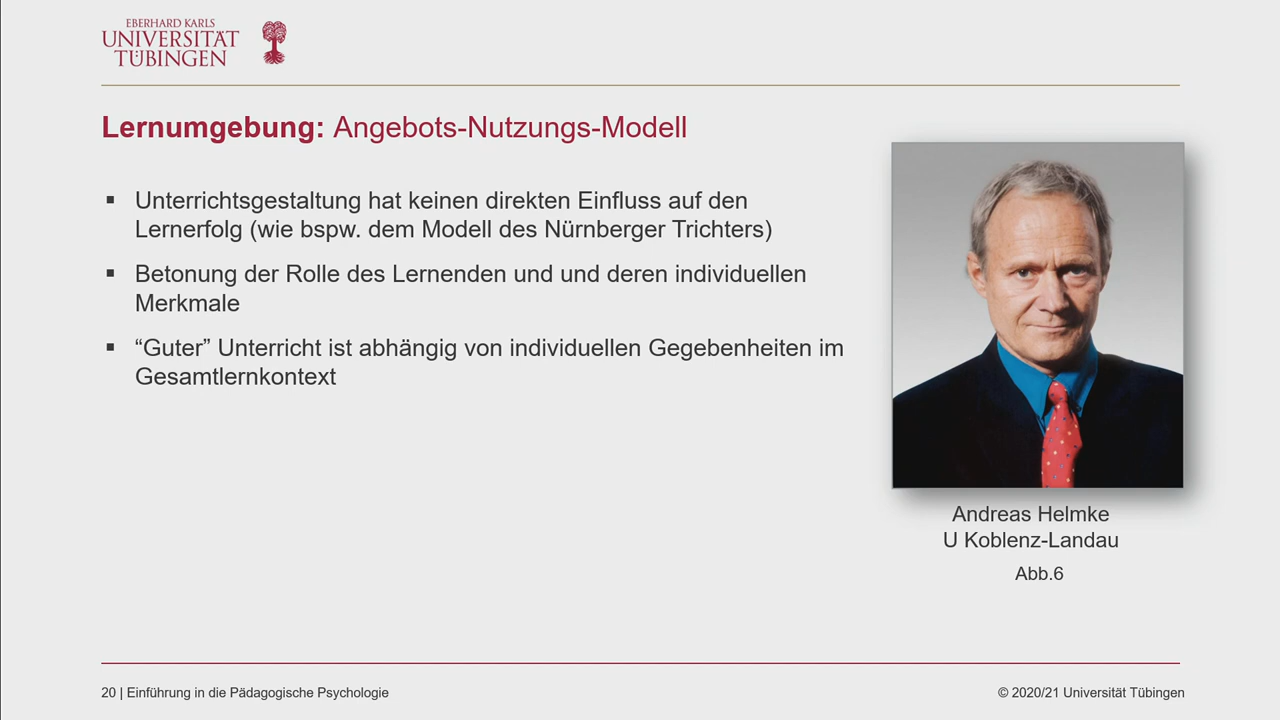 EBERHARD KARLS
UNIVERSITÄT
TÜBINGEN
Lernumgebung: Angebots-Nutzungs-Modell
▪ Unterrichtsgestaltung hat keinen direkten Einfluss auf den
Lernerfolg (wie bspw. dem Modell des Nürnberger Trichters)
▪ Betonung der Rolle des Lernenden und und deren individuellen
Merkmale
▪ “Guter” Unterricht ist abhängig von individuellen Gegebenheiten im
Gesamtlernkontext
Andreas Helmke
U Koblenz-Landau
Abb.6
20 | Einführung in die Pädagogische Psychologie
© 2020/21 Universität Tübingen